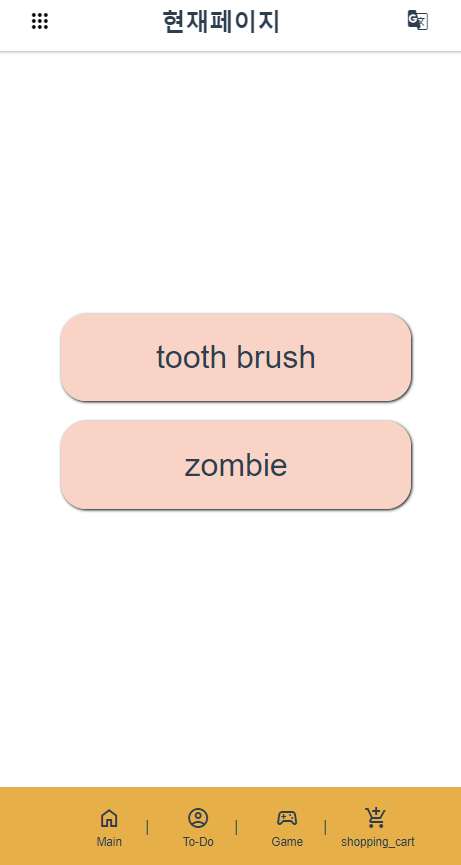 현재페이지
tooth brush
zombie
Main | To-Do | Game | shopping_cart